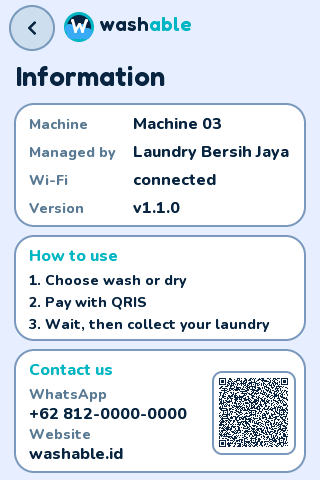 washable
Information
Machine Machine 03
Managed by Laundry Bersih Jaya
Wi-Fi connected
Version v1.1.0
How to use
1. Choose wash or dry
2. Pay with QRIS
3. Wait, then collect your laundry
Contact us
WhatsApp
+62 812-0000-0000
Website
washable.id